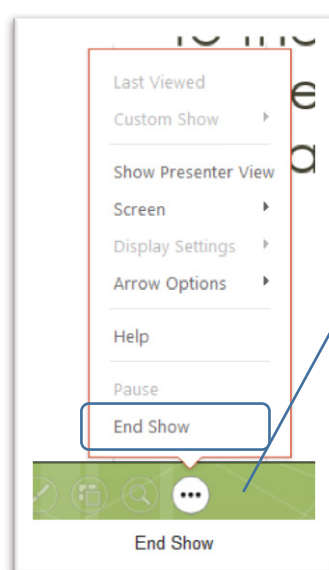 Last Viewed
Custom Show
Show Presenter View
Screen
Display Settings
Arrow Options
Help
Pause
End Show
End Show